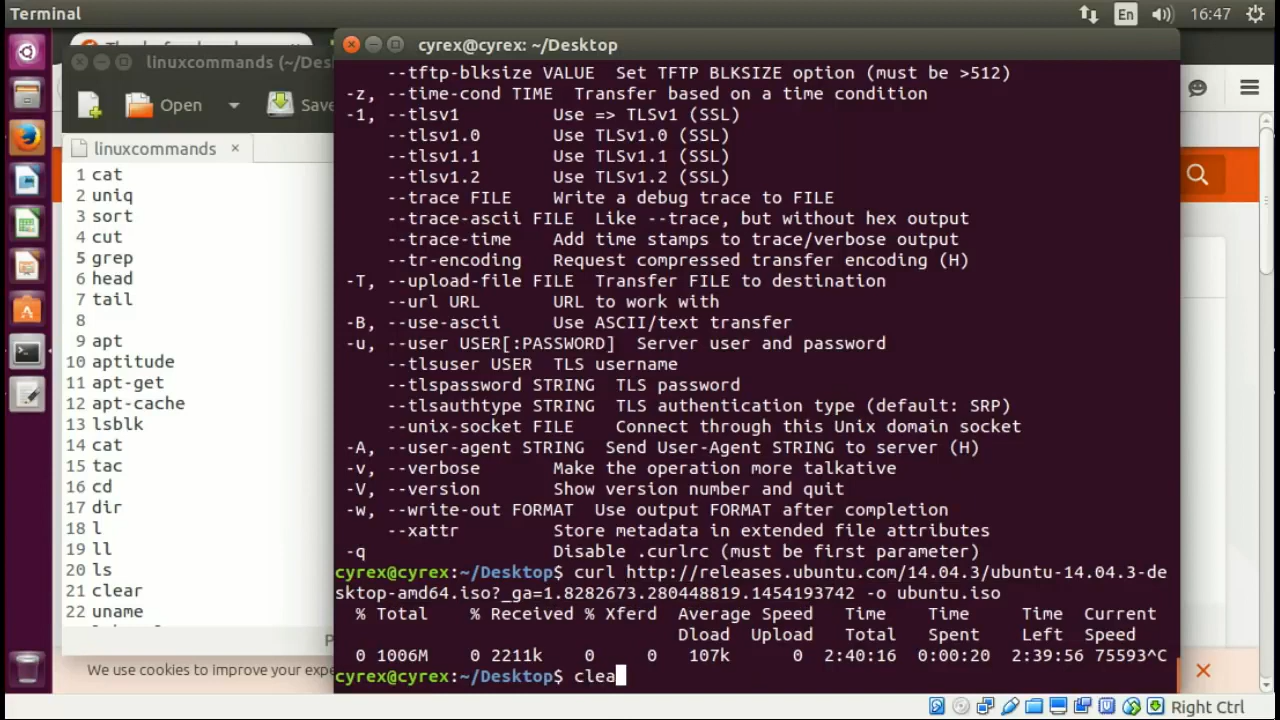 Terminal
En
16:47
cyrex@cyrex: ~/Desktop
linuxcommands (~/Des
Open
Save
linuxcommands ×
1 cat
2 uniq
3 sort
4 cut
5 grep
6 head
7 tail
8
9 apt
10 aptitude
11 apt-get
12 apt-cache
13 lsblk
14 cat
15 tac
16 cd
17 dir
18 l
19 ll
20 ls
21 clear
22 uname
We use cookies to improve your expe
--tftp-blksize VALUE  Set TFTP BLKSIZE option (must be >512)
-z, --time-cond TIME  Transfer based on a time condition
-1, --tlsv1         Use => TLSv1 (SSL)
--tlsv1.0       Use TLSv1.0 (SSL)
--tlsv1.1       Use TLSv1.1 (SSL)
--tlsv1.2       Use TLSv1.2 (SSL)
--trace FILE    Write a debug trace to FILE
--trace-ascii FILE  Like --trace, but without hex output
--trace-time    Add time stamps to trace/verbose output
--tr-encoding   Request compressed transfer encoding (H)
-T, --upload-file FILE  Transfer FILE to destination
--url URL       URL to work with
-B, --use-ascii     Use ASCII/text transfer
-u, --user USER[:PASSWORD]  Server user and password
--tlsuser USER  TLS username
--tlspassword STRING  TLS password
--tlsauthtype STRING  TLS authentication type (default: SRP)
--unix-socket FILE    Connect through this Unix domain socket
-A, --user-agent STRING  Send User-Agent STRING to server (H)
-v, --verbose       Make the operation more talkative
-V, --version       Show version number and quit
-w, --write-out FORMAT  Use output FORMAT after completion
--xattr         Store metadata in extended file attributes
-q                  Disable .curlrc (must be first parameter)
cyrex@cyrex:~/Desktop$ curl http://releases.ubuntu.com/14.04.3/ubuntu-14.04.3-de
sktop-amd64.iso?_ga=1.8282673.280448819.1454193742 -o ubuntu.iso
% Total    % Received % Xferd  Average Speed   Time    Time     Time  Current
Dload  Upload   Total   Spent    Left  Speed
0 1006M    0 2211k    0     0   107k      0  2:40:16  0:00:20  2:39:56 75593^C
cyrex@cyrex:~/Desktop$ clea
Right Ctrl